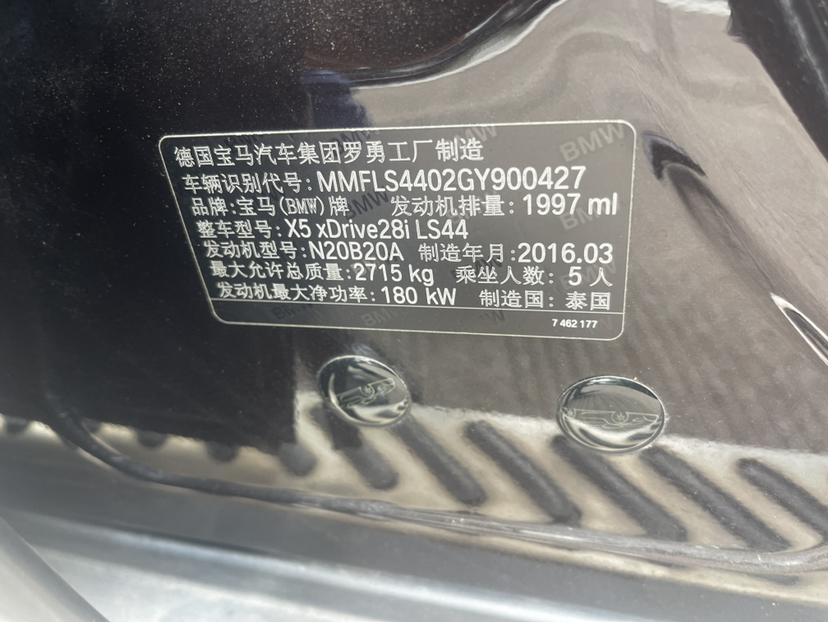 德国宝马汽车集团罗勇工厂制造
车辆识别代号: MMFLS4402GY900427
品牌:宝马(BMW)牌 发动机排量: 1997 ml
整车型号: X5 xDrive28i LS44
发动机型号: N20B20A 制造年月: 2016.03
最大允许总质量: 2715 kg 乘坐人数: 5 人
发动机最大净功率: 180 kW 制造国: 泰国
7 462 177